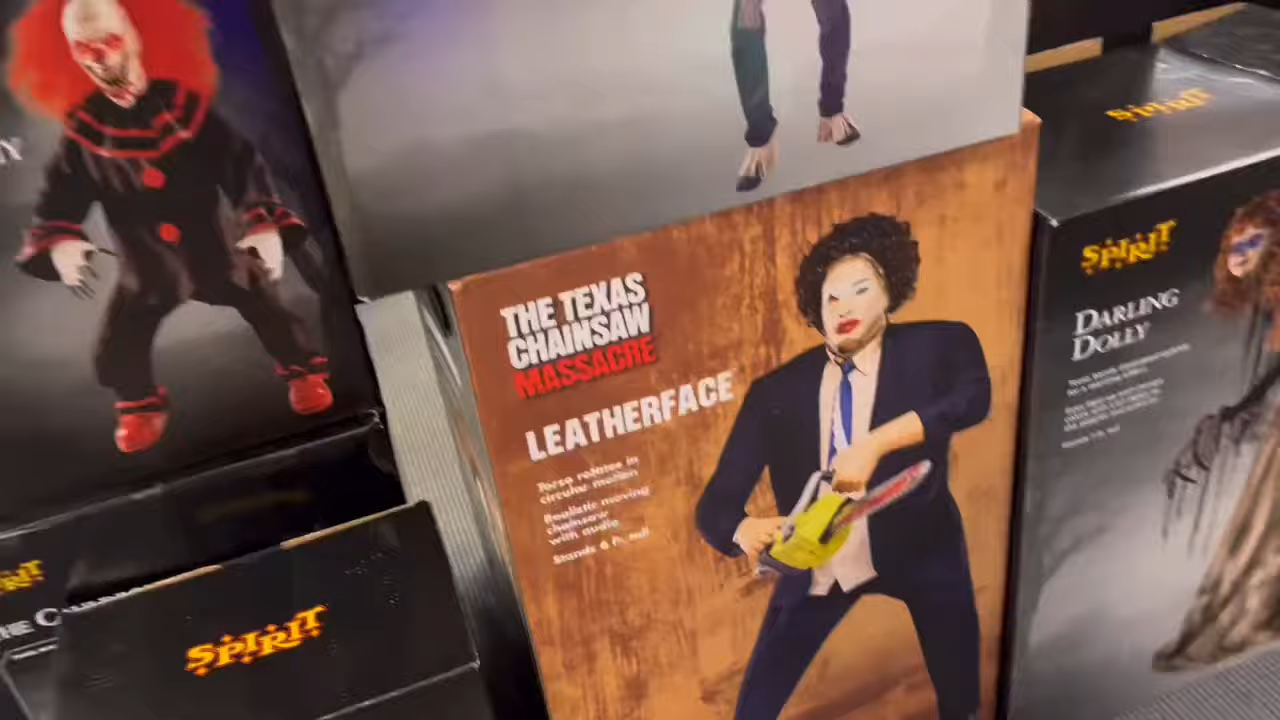 SPIRIT
THE TEXAS
CHAINSAW
MASSACRE
LEATHERFACE
Torso rotates in
circular motion
Realistic moving
chainsaw
with audio
Stands 6 ft. tall
SPIRIT
DARLING
DOLLY
SPIRIT